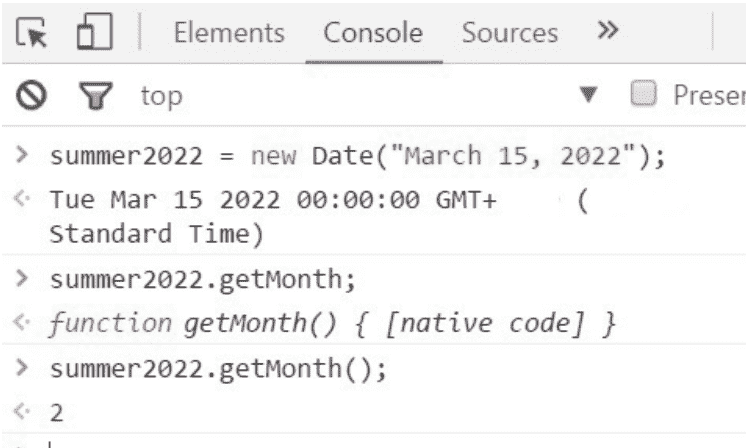 Elements Console Sources »
top ▼ Preser
> summer2022 = new Date("March 15, 2022");
Tue Mar 15 2022 00:00:00 GMT+ (
Standard Time)
> summer2022.getMonth;
function getMonth() { [native code] }
> summer2022.getMonth();
2